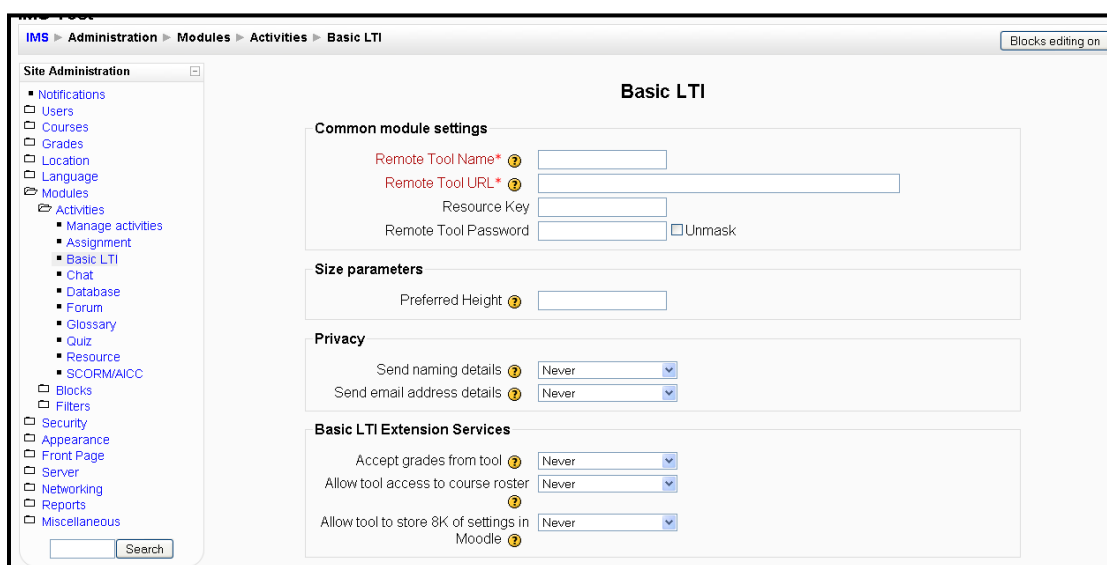 IMS Test
IMS ► Administration ► Modules ► Activities ► Basic LTI
Blocks editing on
Site Administration
Notifications
Users
Courses
Grades
Location
Language
Modules
Activities
Manage activities
Assignment
Basic LTI
Chat
Database
Forum
Glossary
Quiz
Resource
SCORM/AICC
Blocks
Filters
Security
Appearance
Front Page
Server
Networking
Reports
Miscellaneous
Search
Basic LTI
Common module settings
Remote Tool Name* ?
Remote Tool URL* ?
Resource Key
Remote Tool Password Unmask
Size parameters
Preferred Height ?
Privacy
Send naming details ? Never
Send email address details ? Never
Basic LTI Extension Services
Accept grades from tool ? Never
Allow tool access to course roster Never
?
Allow tool to store 8K of settings in Never
Moodle ?